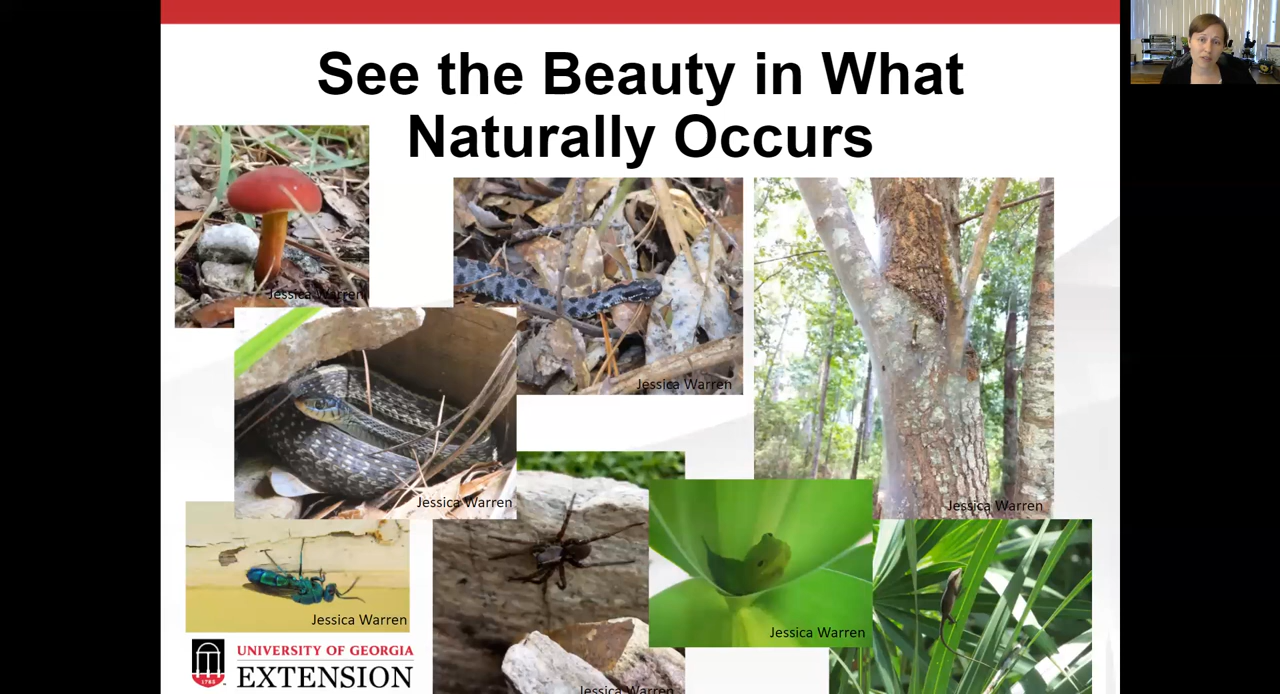 See the Beauty in What
Naturally Occurs
Jessica Warren
Jessica Warren
Jessica Warren
Jessica Warren
Jessica Warren
Jessica Warren
Jessica Warren
UNIVERSITY OF GEORGIA
EXTENSION
1785